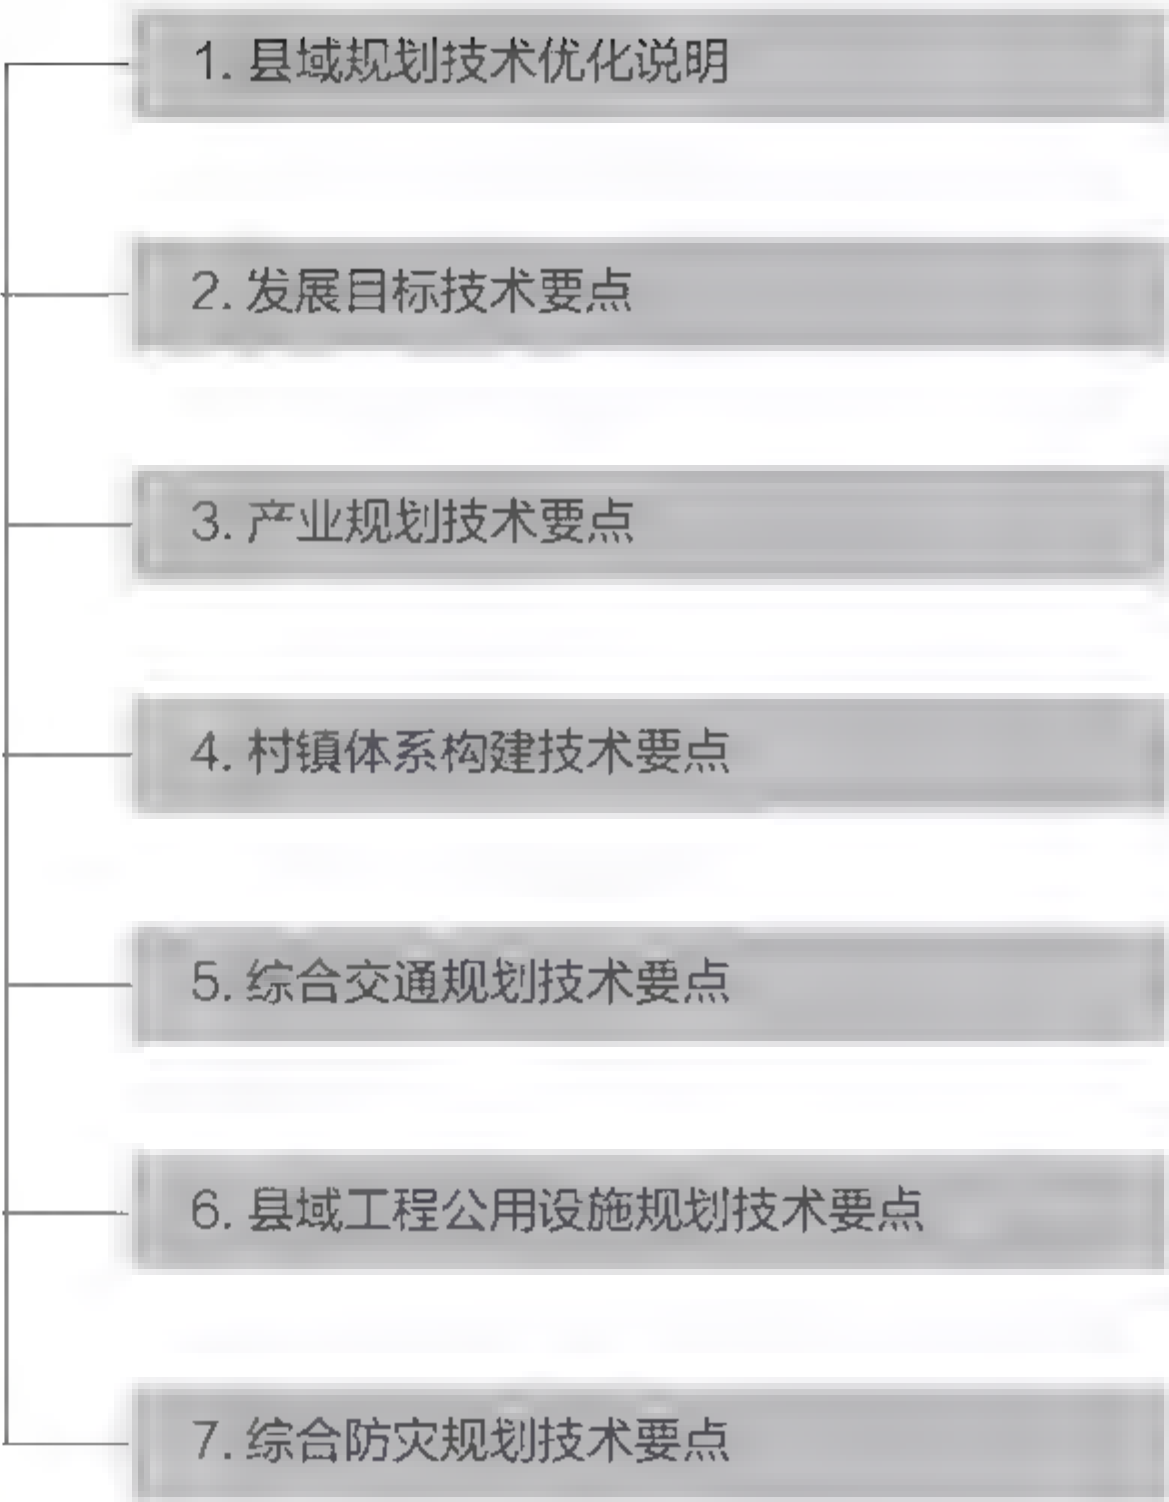 1. 县域规划技术优化说明
2. 发展目标技术要点
3. 产业规划技术要点
4. 村镇体系构建技术要点
5. 综合交通规划技术要点
6. 县域工程公用设施规划技术要点
7. 综合防灾规划技术要点